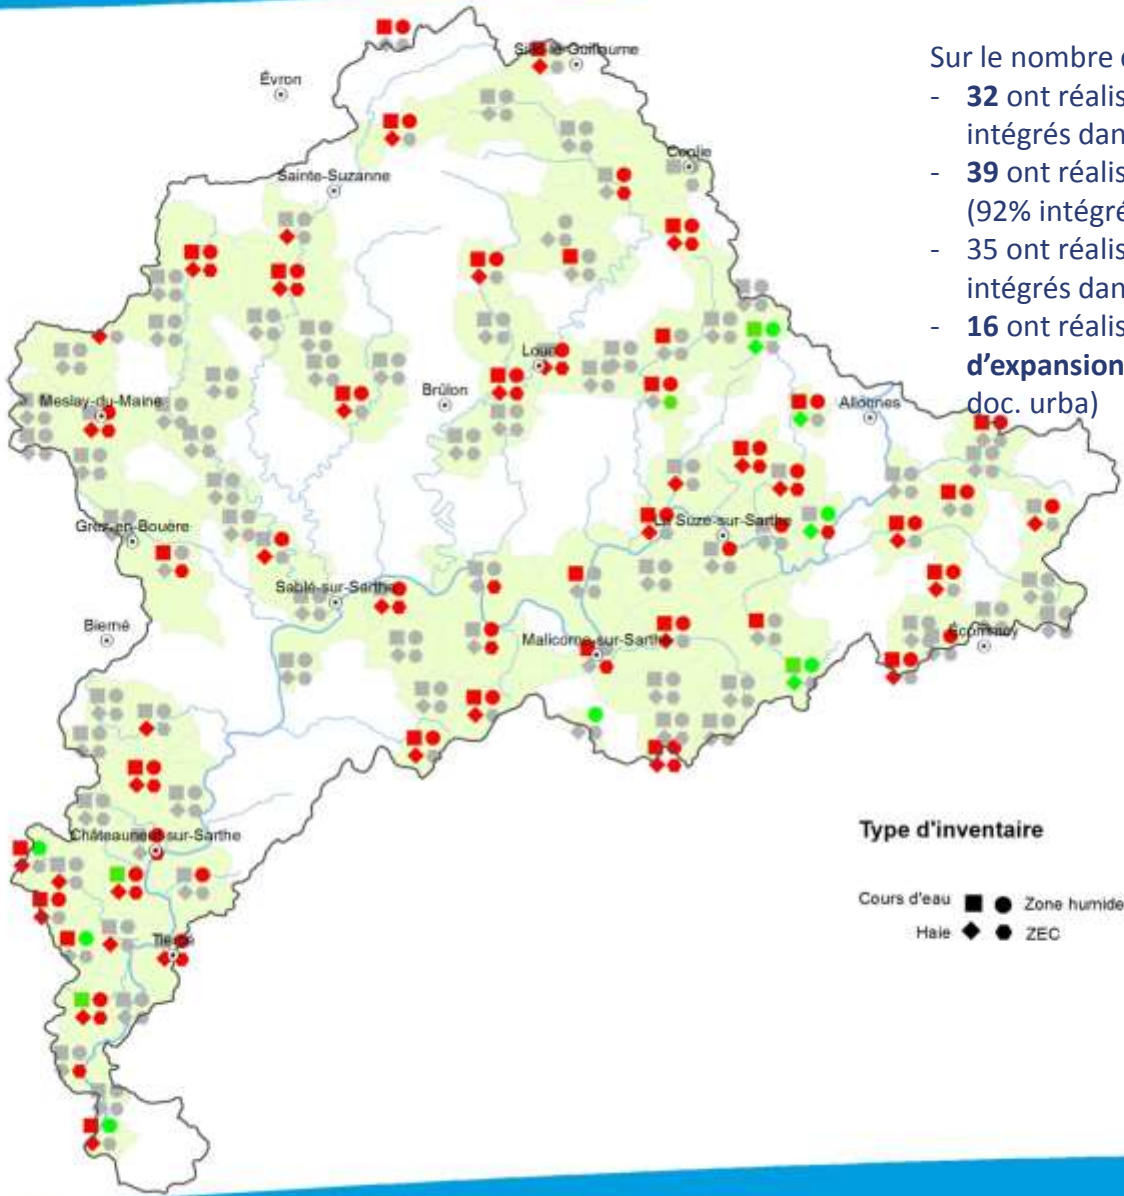 Sur le nombre
- 32 ont réalis
intégrés dan
- 39 ont réalis
(92% intégré
- 35 ont réalis
intégrés dan
- 16 ont réalis
d'expansion
doc. urba)
Évron
Sainte-Suzanne
Conlie
Loué
Brûlon
Meslay-du-Maine
Allonnes
Grez-en-Bouère
La Suze-sur-Sarthe
Sablé-sur-Sarthe
Bierné
Malicorne-sur-Sarthe
Écommoy
Châteauneuf-sur-Sarthe
Tiercé
Type d'inventaire
Cours d'eau Zone humide
Haie ZEC